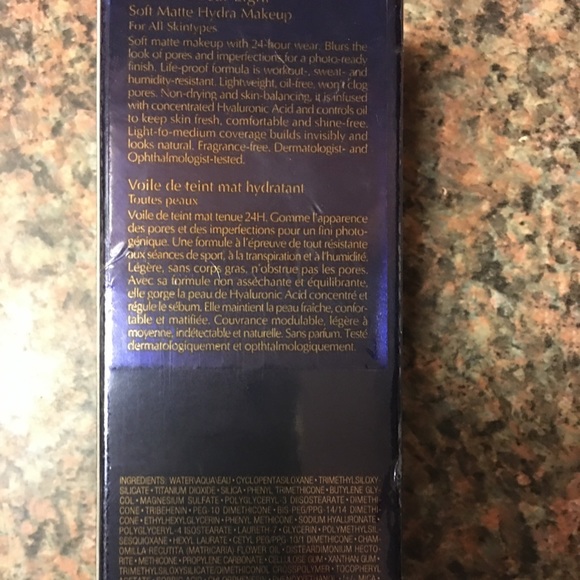 Soft Matte Hydra Makeup
For All Skintypes
Soft matte makeup with 24-hour wear. Blurs the
look of pores and imperfections for a photo-ready
finish. Life-proof formula is workout-, sweat- and
humidity-resistant. Lightweight, oil-free, won't clog
pores. Non-drying and skin-balancing, it is infused
with concentrated Hyaluronic Acid and controls oil
to keep skin fresh, comfortable and shine-free.
Light-to-medium coverage builds invisibly and
looks natural. Fragrance-free. Dermatologist- and
Ophthalmologist-tested.
Voile de teint mat hydratant
Toutes peaux
Voile de teint mat tenue 24H. Gomme l'apparence
des pores et des imperfections pour un fini photo-
génique. Une formule à l'épreuve de tout résistante
aux séances de sport, à la transpiration et à l'humidité.
Légère, sans corps gras, n'obstrue pas les pores.
Avec sa formule non asséchante et équilibrante,
elle gorge la peau de Hyaluronic Acid concentré et
régule le sébum. Elle maintient la peau fraîche, confor-
table et matifiée. Couvrance modulable, légère à
moyenne, indétectable et naturelle. Sans parfum. Testé
dermatologiquement et ophtalmologiquement.
INGREDIENTS: WATER\AQUA\EAU • CYCLOPENTASILOXANE • TRIMETHYLSILOXY
SILICATE • TITANIUM DIOXIDE • SILICA • PHENYL TRIMETHICONE • BUTYLENE GLY
COL • MAGNESIUM SULFATE • POLYGLYCERYL-3 DIISOSTEARATE • DIMETHI-
CONE • TRIBEHENIN • PEG-10 DIMETHICONE • BIS-PEG/PPG-14/14 DIMETHI
CONE • ETHYLHEXYLGLYCERIN • PHENYL METHICONE • SODIUM HYALURONATE •
POLYGLYCERYL-4 ISOSTEARATE • LAURETH-7 • GLYCERIN • POLYMETHYLSIL-
SESQUIOXANE • HEXYL LAURATE • CETYL PEG/PPG-10/1 DIMETHICONE • CHAM-
OMILLA RECUTITA (MATRICARIA) FLOWER OIL • DISTEARDIMONIUM HECTO-
RITE • METHICONE • PROPYLENE CARBONATE • CELLULOSE GUM • XANTHAN GUM •
TRIMETHYLSILOXYSILICATE/DIMETHICONOL CROSSPOLYMER • TOCOPHERYL